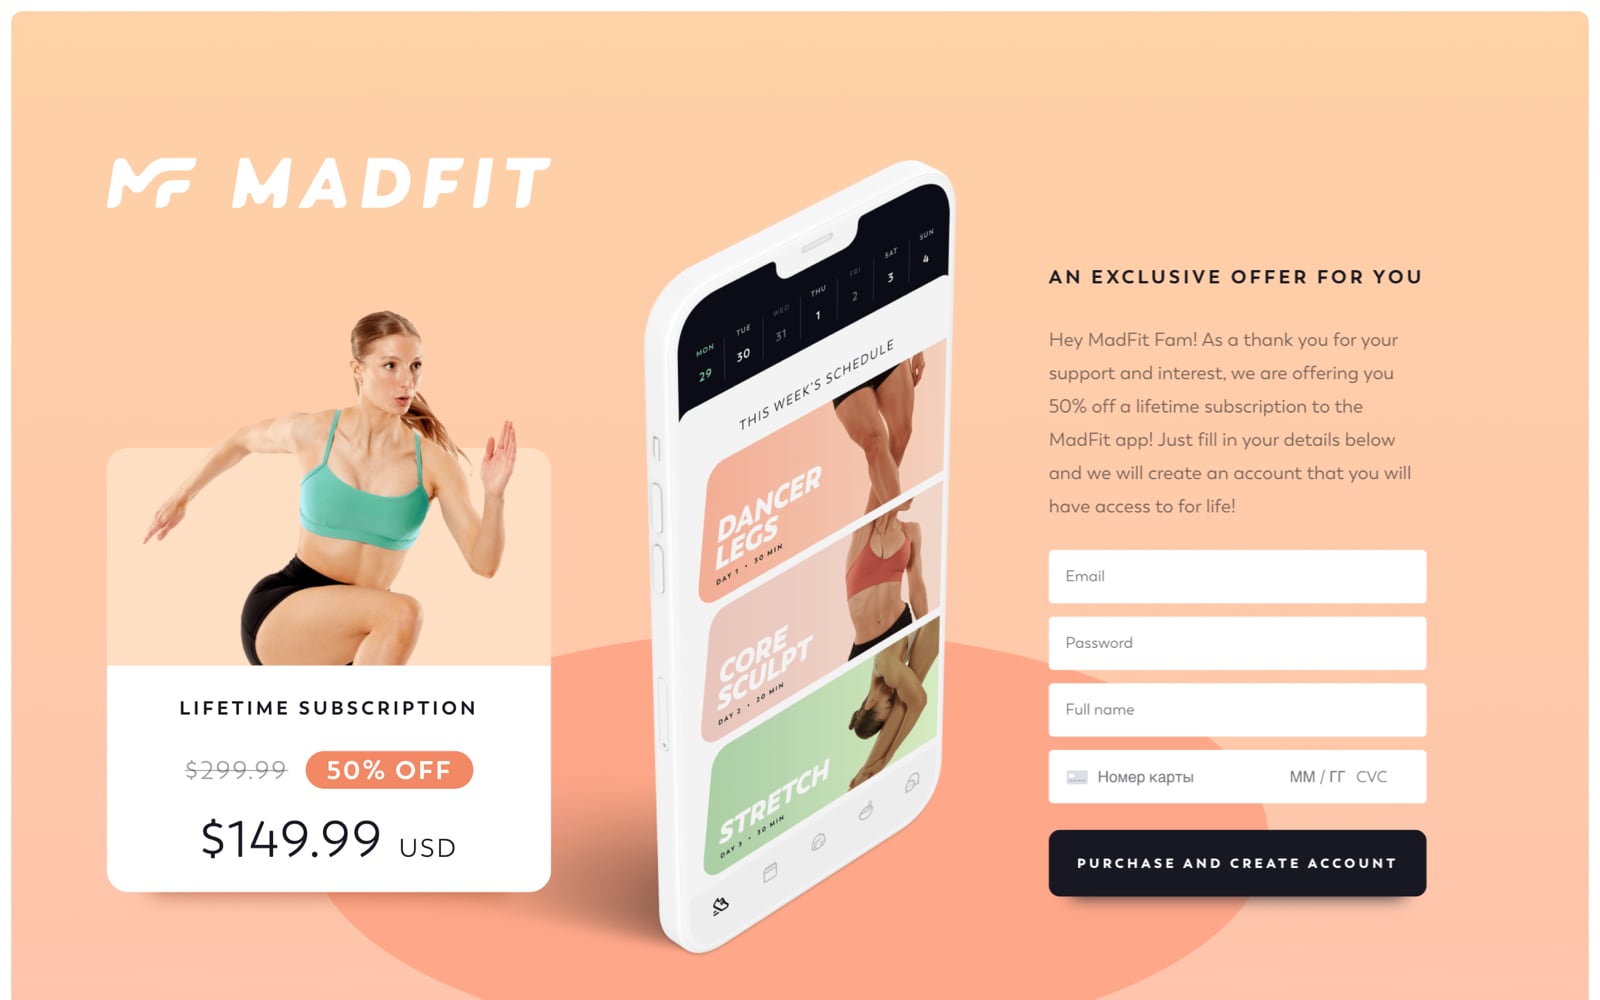 MF MADFIT
LIFETIME SUBSCRIPTION
$299.99 50% OFF
$149.99 USD
MON TUE WED THU FRI SAT SUN
29 30 31 1 2 3 4
THIS WEEK'S SCHEDULE
DANCER
LEGS
DAY 1 • 30 MIN
CORE
SCULPT
DAY 2 • 20 MIN
STRETCH
DAY 3 • 30 MIN
AN EXCLUSIVE OFFER FOR YOU
Hey MadFit Fam! As a thank you for your
support and interest, we are offering you
50% off a lifetime subscription to the
MadFit app! Just fill in your details below
and we will create an account that you will
have access to for life!
Email
Password
Full name
Номер карты ММ / ГГ CVC
PURCHASE AND CREATE ACCOUNT